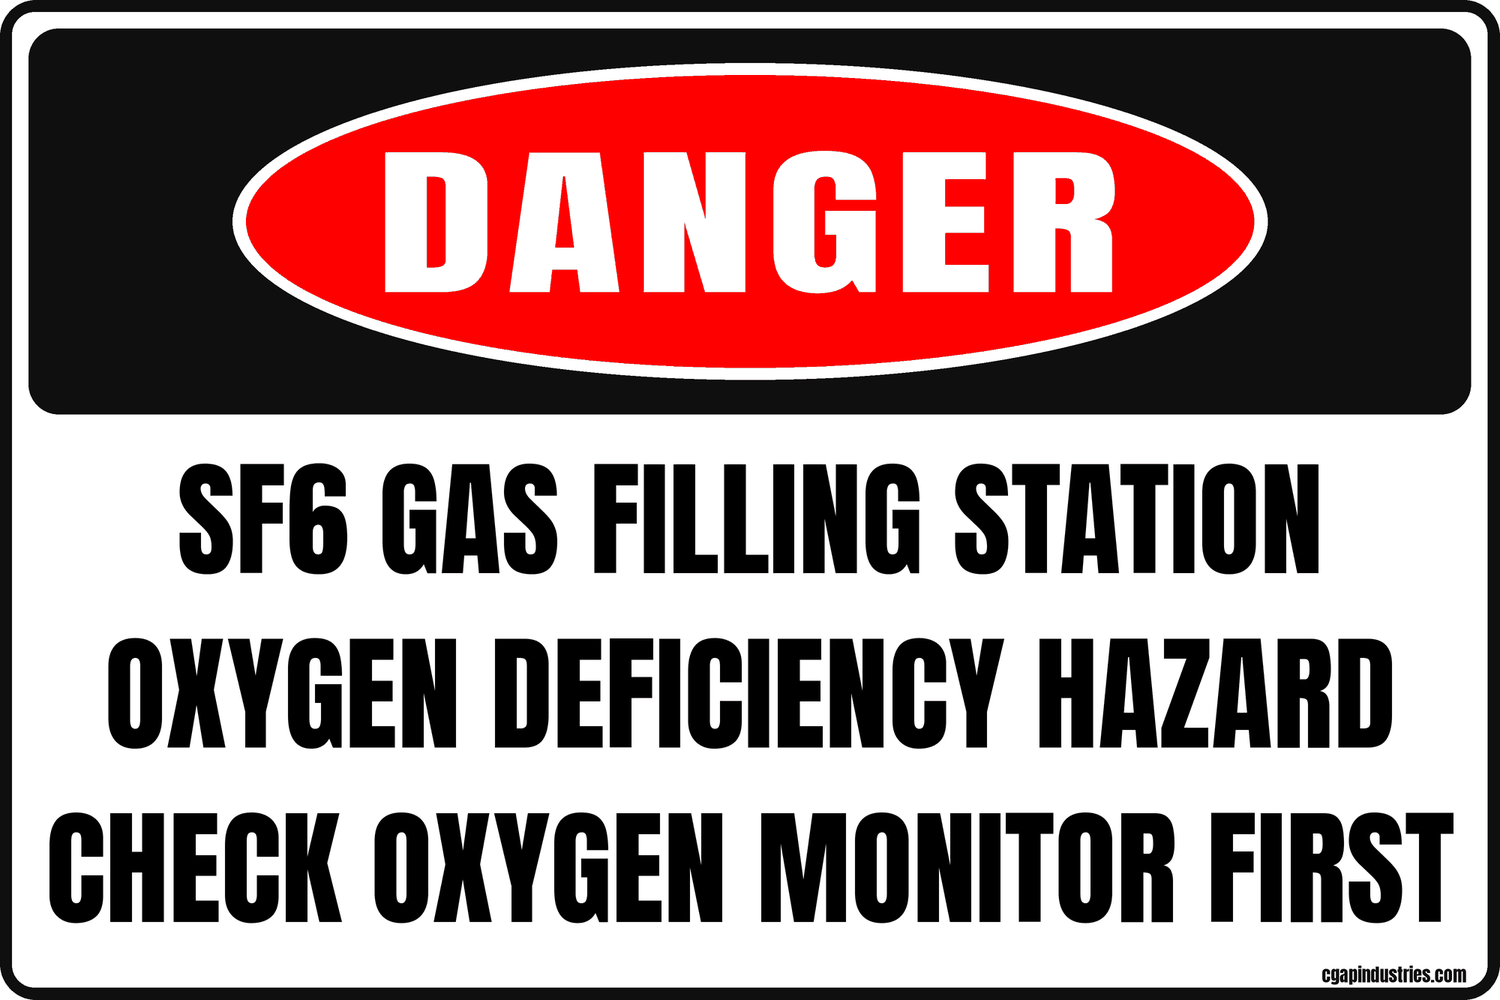 DANGER
SF6 GAS FILLING STATION
OXYGEN DEFICIENCY HAZARD
CHECK OXYGEN MONITOR FIRST
cgapindustries.com